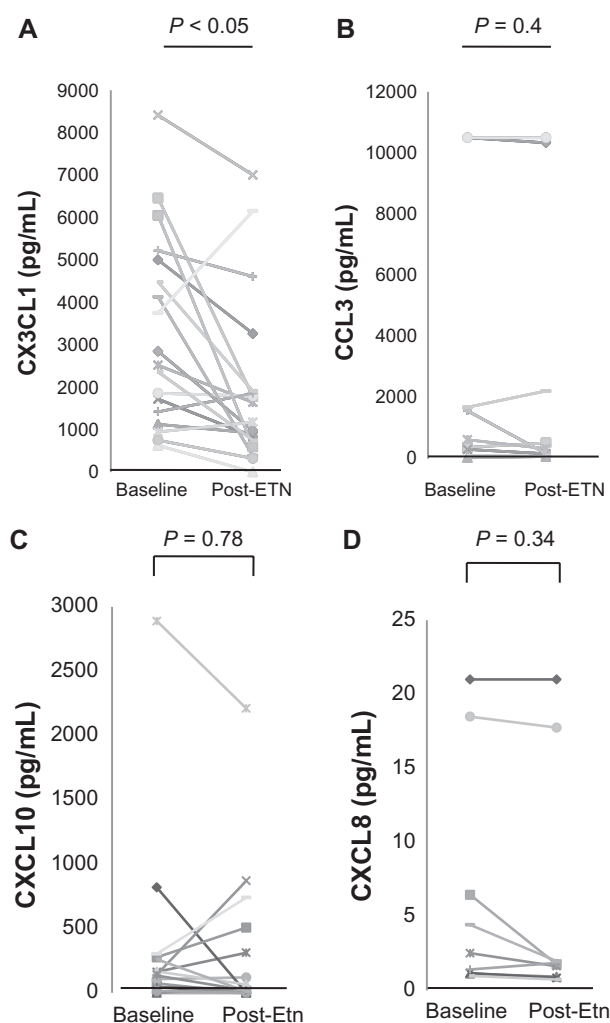 A
P < 0.05
CX3CL1 (pg/mL)
9000
8000
7000
6000
5000
4000
3000
2000
1000
0
Baseline Post-ETN
B
P = 0.4
CCL3 (pg/mL)
12000
10000
8000
6000
4000
2000
0
Baseline Post-ETN
C
P = 0.78
CXCL10 (pg/mL)
3000
2500
2000
1500
1000
500
0
Baseline Post-Etn
D
P = 0.34
CXCL8 (pg/mL)
25
20
15
10
5
0
Baseline Post-Etn